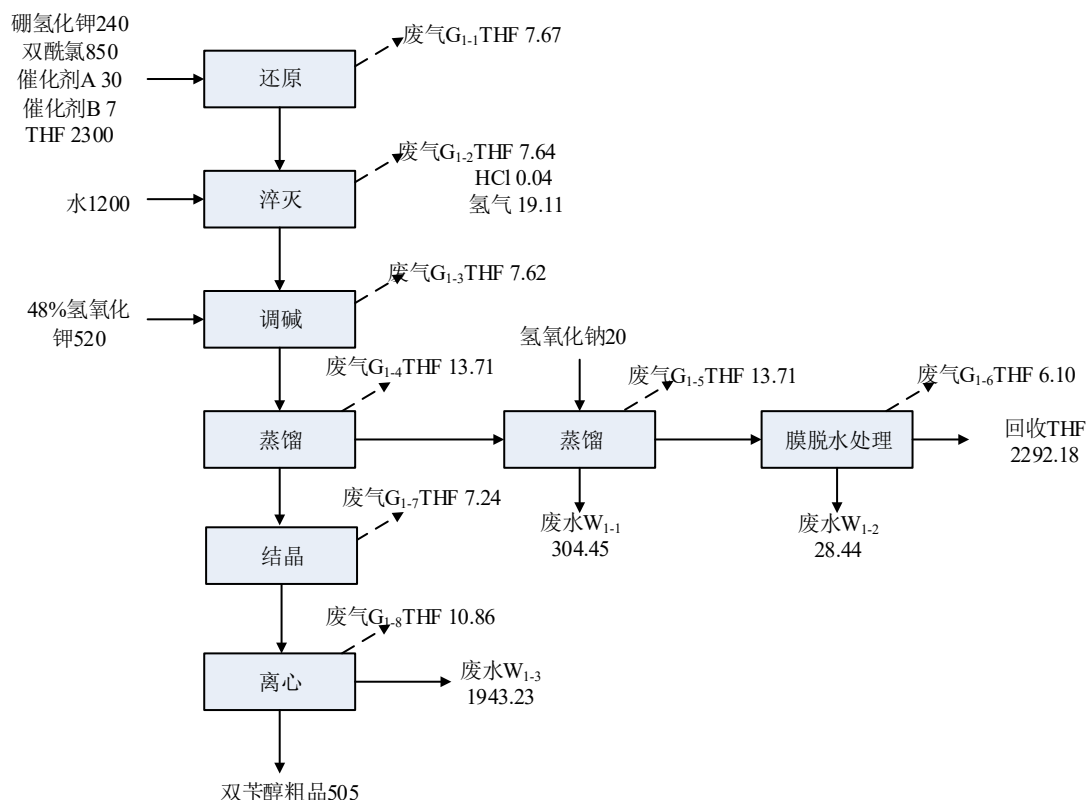 硼氢化钾240
双酰氯850
催化剂A 30
催化剂B 7
THF 2300
还原
废气G1-1THF 7.67
水1200
淬灭
废气G1-2THF 7.64
HCl 0.04
氢气 19.11
48%氢氧化
钾520
调碱
废气G1-3THF 7.62
蒸馏
废气G1-4THF 13.71
氢氧化钠20
蒸馏
废气G1-5THF 13.71
膜脱水处理
废气G1-6THF 6.10
回收THF
2292.18
废水W1-1
304.45
废水W1-2
28.44
结晶
废气G1-7THF 7.24
离心
废气G1-8THF 10.86
废水W1-3
1943.23
双苄醇粗品505